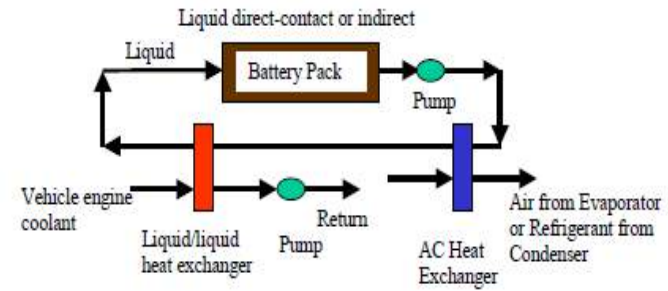 Liquid direct-contact or indirect
Liquid
Battery Pack
Pump
Vehicle engine
coolant
Liquid/liquid
heat exchanger
Pump
Return
AC Heat
Exchanger
Air from Evaporator
or Refrigerant from
Condenser